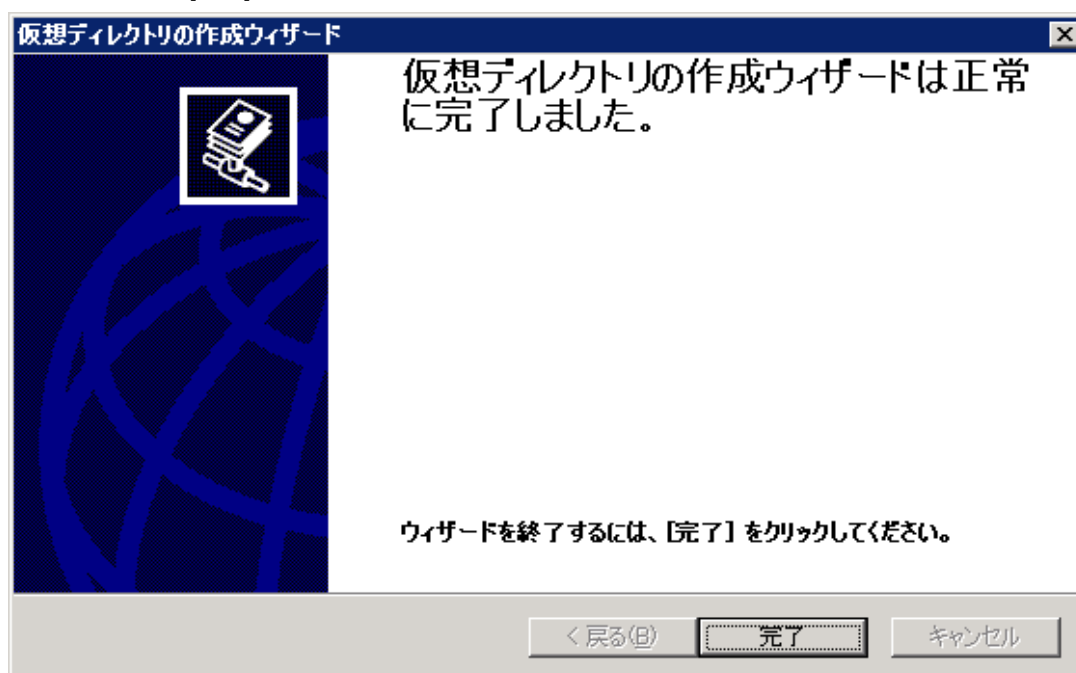 仮想ディレクトリの作成ウィザード
仮想ディレクトリの作成ウィザードは正常
に完了しました。
ウィザードを終了するには、[完了] をクリックしてください。
< 戻る(B)
完了
キャンセル